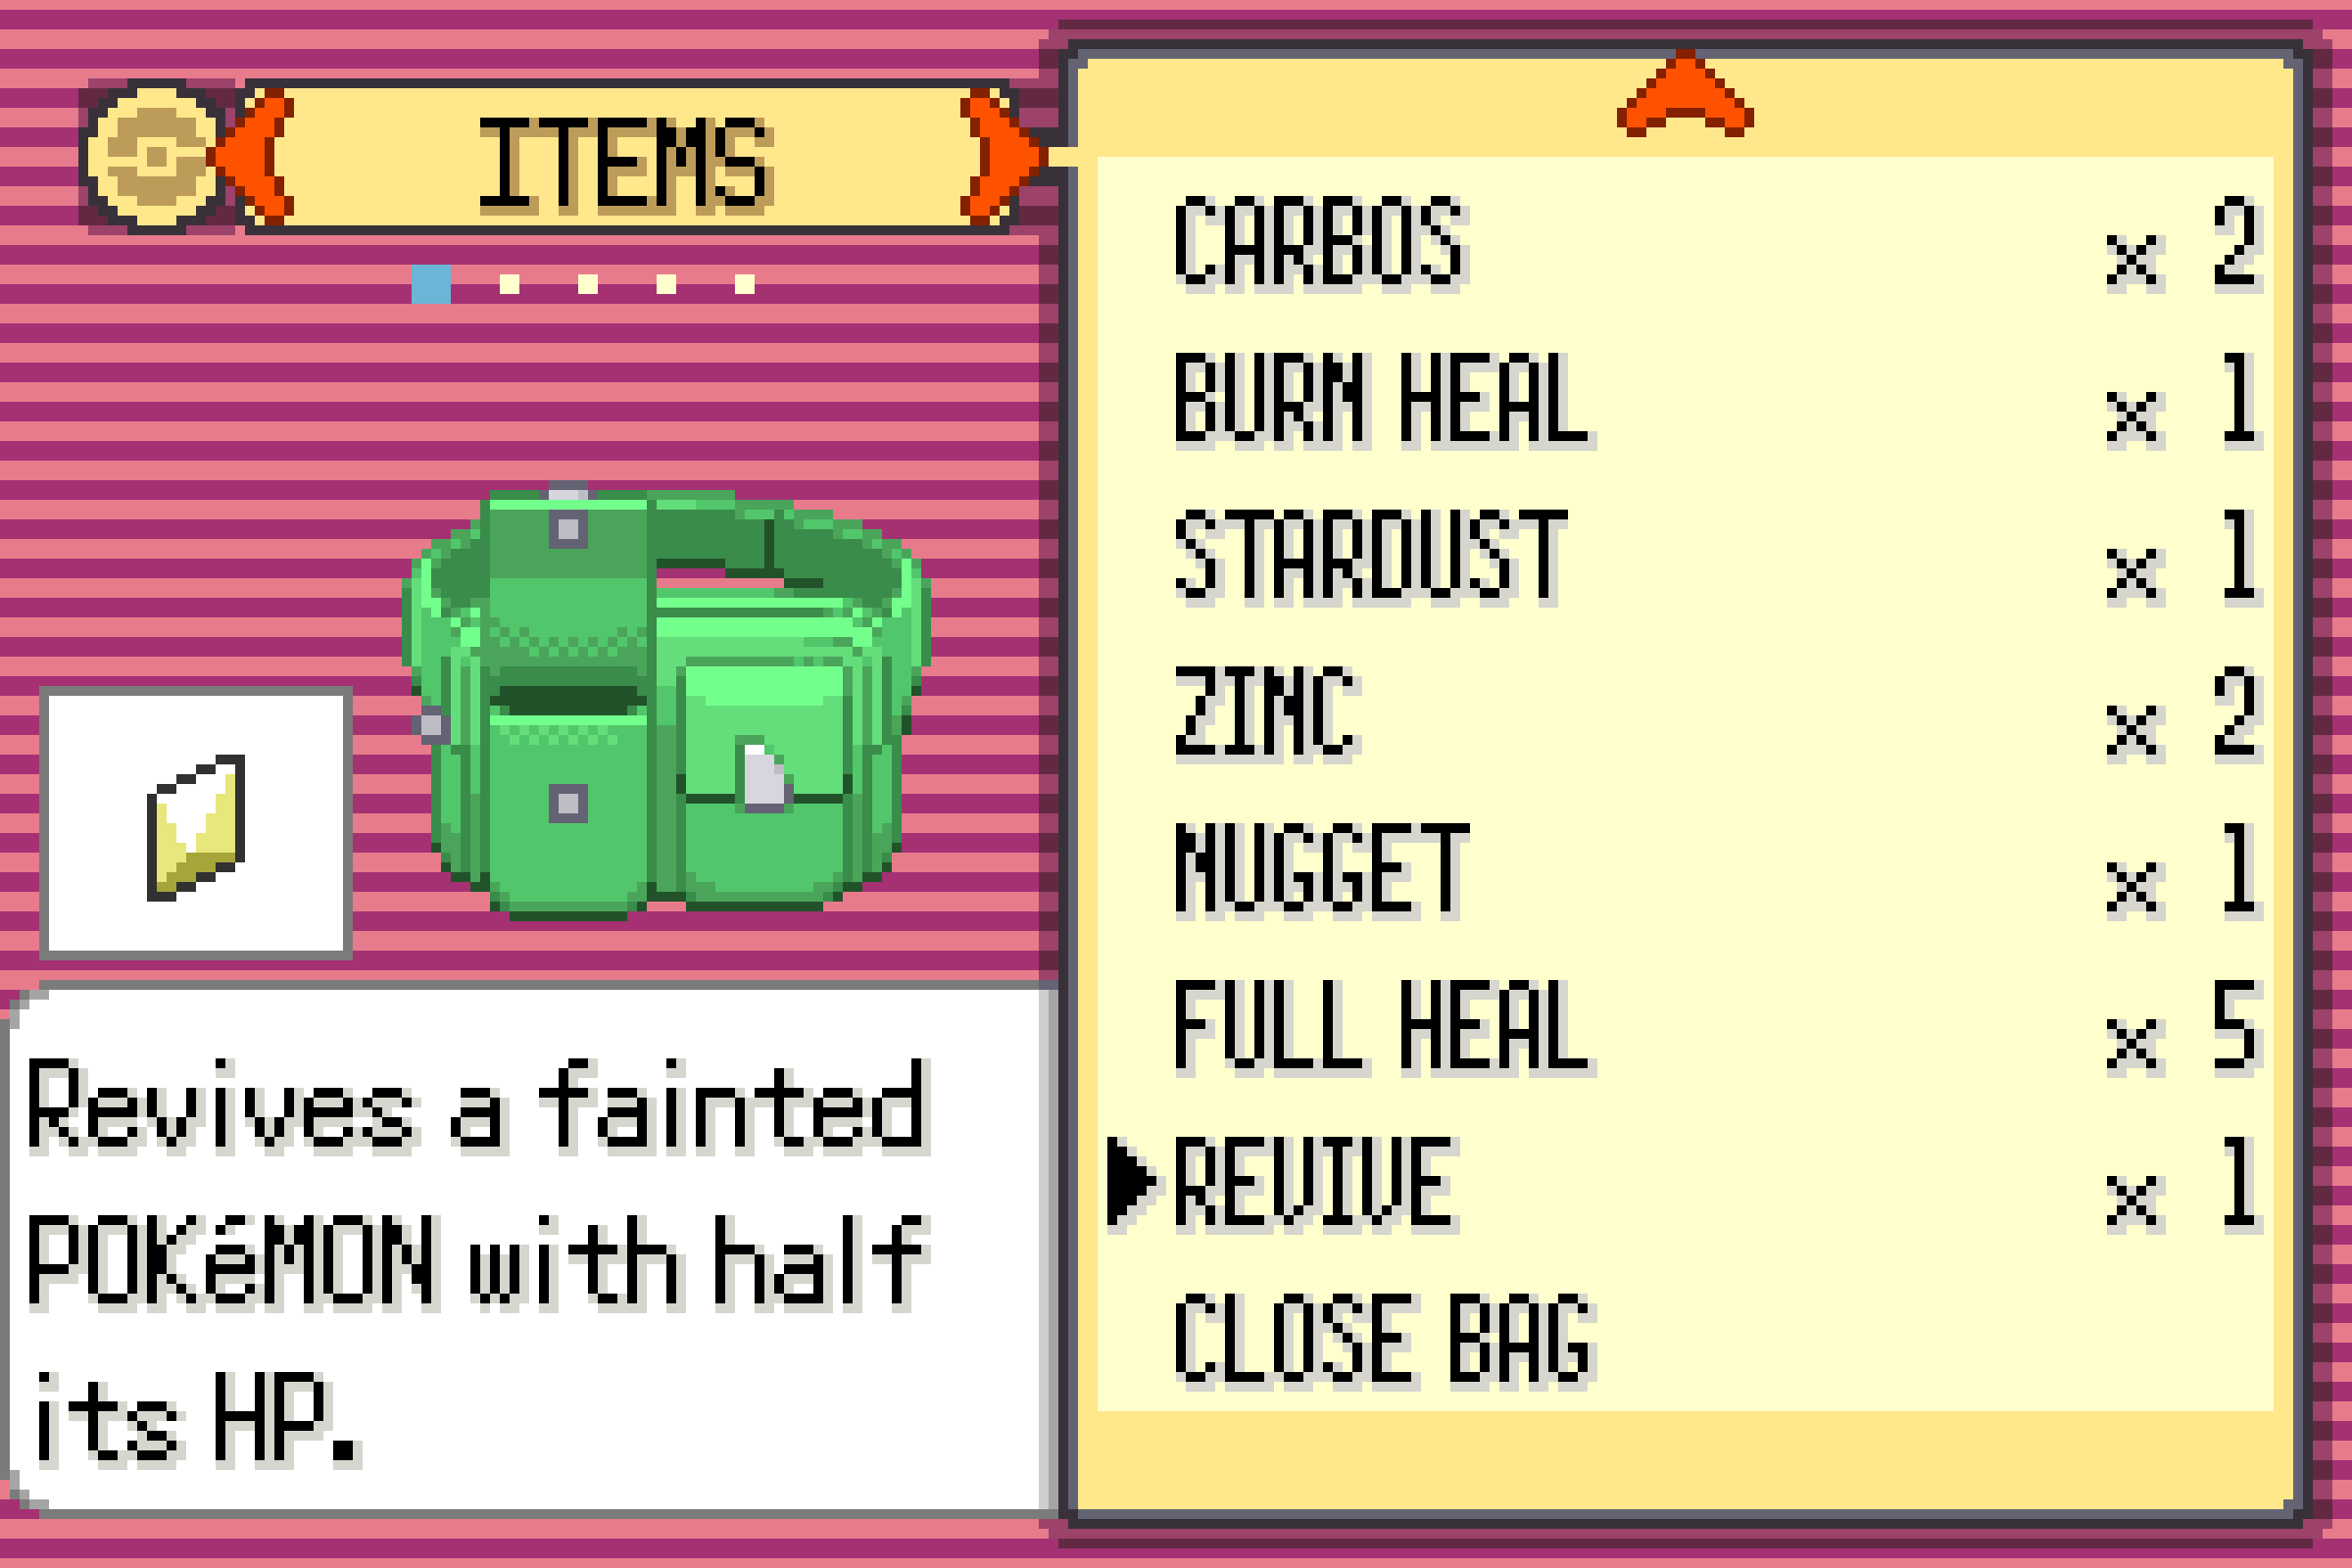 ITEMS
CARBOS × 2
BURN HEAL × 1
STARDUST × 1
ZINC × 2
NUGGET × 1
FULL HEAL × 5
REVIVE × 1
CLOSE BAG
Revives a fainted
POKéMON with half
its HP.